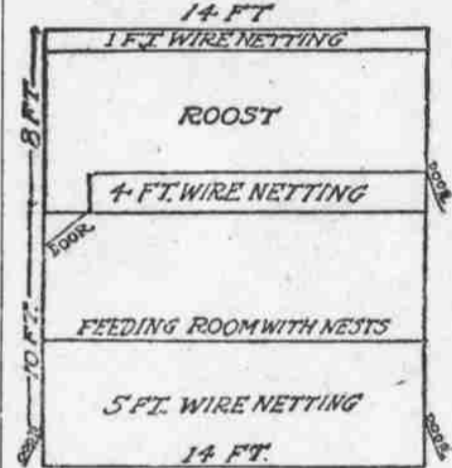 14 FT
1 FT WIRE NETTING
8 FT
ROOST
4 FT. WIRE NETTING
DOOR
DOOR
10 FT.
FEEDING ROOM WITH NESTS
5 FT. WIRE NETTING
DOOR
DOOR
14 FT.